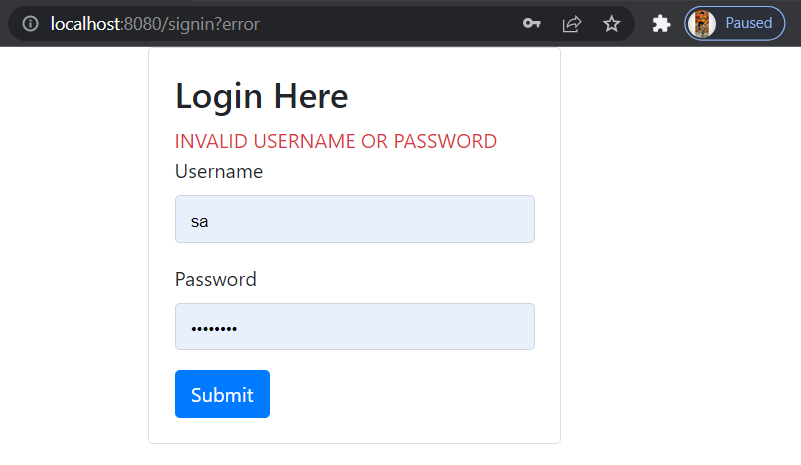 localhost:8080/signin?error
Paused
Login Here
INVALID USERNAME OR PASSWORD
Username
sa
Password
••••••••
Submit